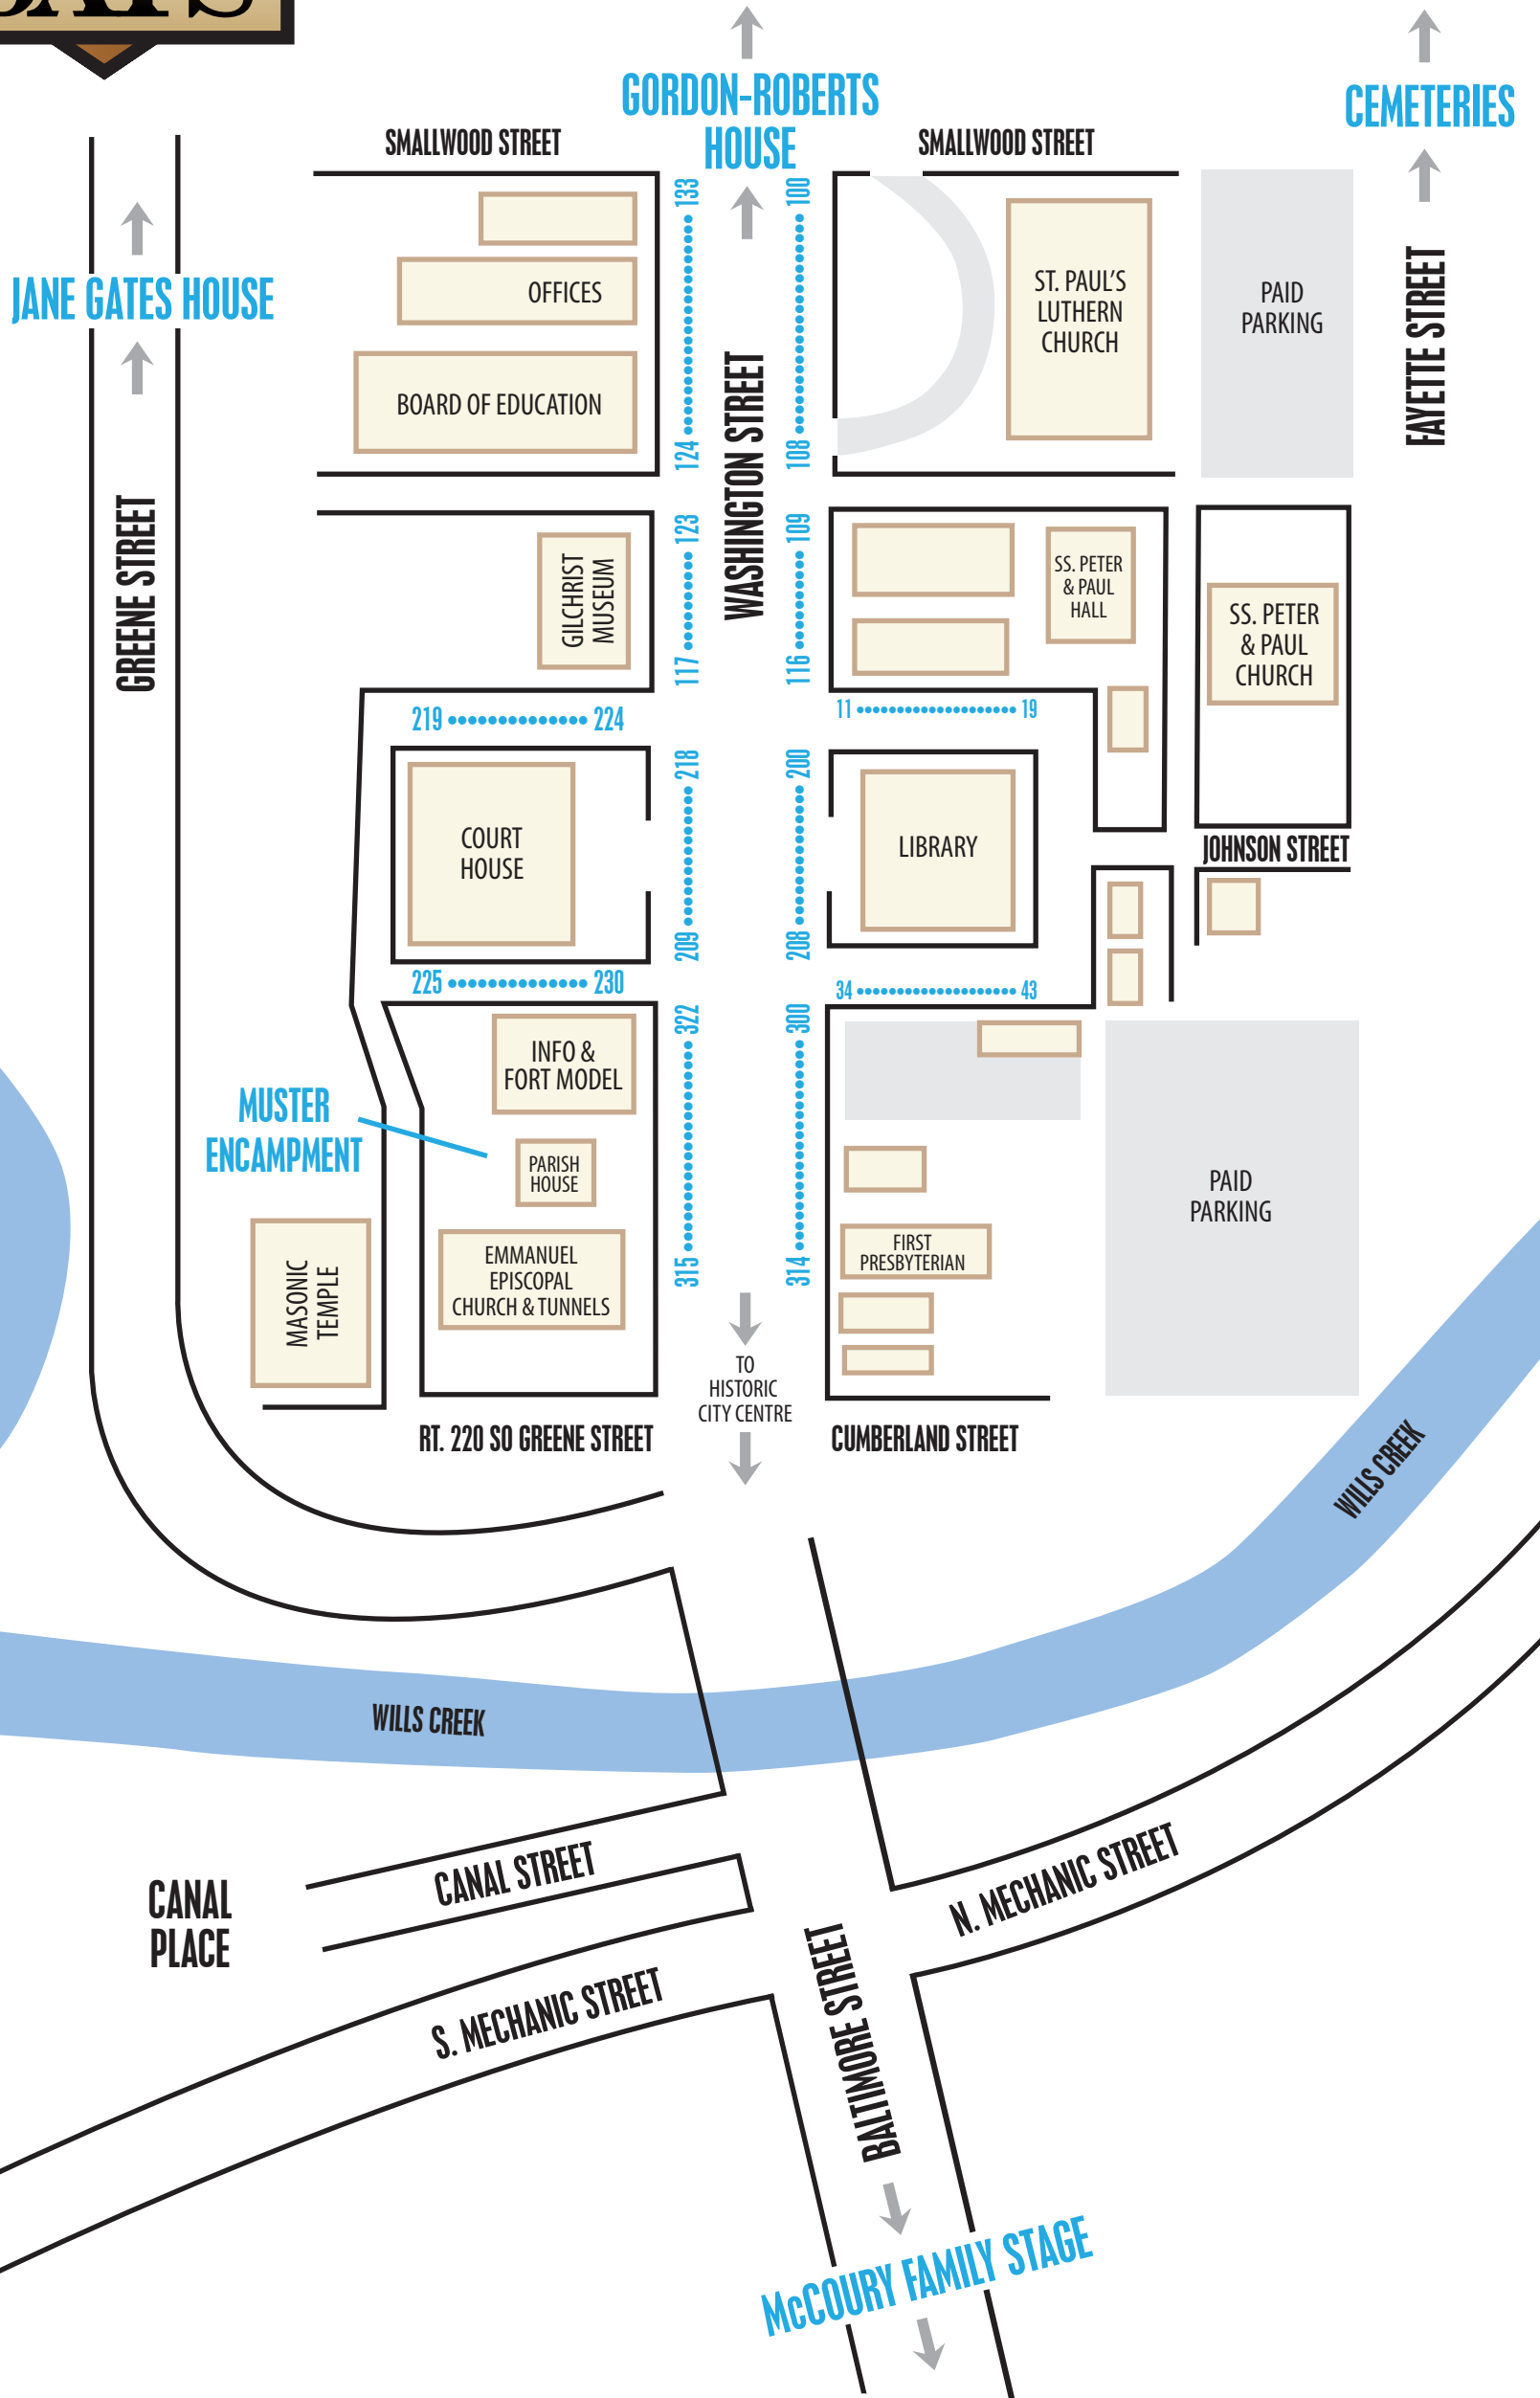 GORDON-ROBERTS
HOUSE
CEMETERIES
SMALLWOOD STREET
SMALLWOOD STREET
133
100
JANE GATES HOUSE
OFFICES
ST. PAUL'S
LUTHERN
CHURCH
PAID
PARKING
FAYETTE STREET
BOARD OF EDUCATION
WASHINGTON STREET
124
108
GREENE STREET
123
109
GILCHRIST
MUSEUM
SS. PETER
& PAUL
HALL
SS. PETER
& PAUL
CHURCH
117
116
219
224
11
19
218
200
COURT
HOUSE
LIBRARY
JOHNSON STREET
209
208
225
230
34
43
322
300
INFO &
FORT MODEL
MUSTER
ENCAMPMENT
PARISH
HOUSE
PAID
PARKING
MASONIC
TEMPLE
EMMANUEL
EPISCOPAL
CHURCH & TUNNELS
FIRST
PRESBYTERIAN
315
314
TO
HISTORIC
CITY CENTRE
RT. 220 SO GREENE STREET
CUMBERLAND STREET
WILLS CREEK
WILLS CREEK
CANAL STREET
CANAL
PLACE
N. MECHANIC STREET
S. MECHANIC STREET
BALTIMORE STREET
McCOURY FAMILY STAGE